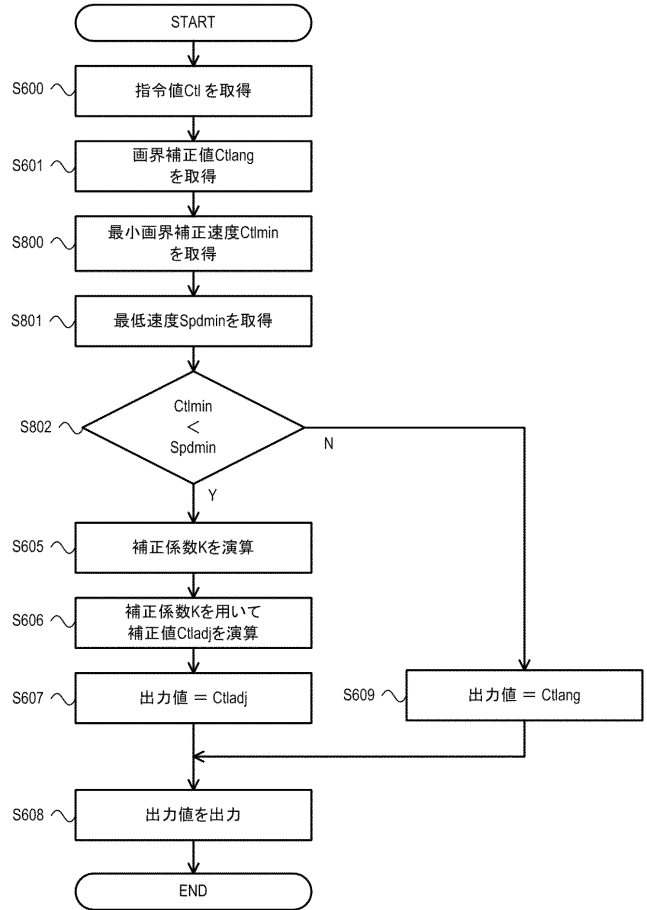 START
S600
指令値Ctlを取得
S601
画界補正値Ctlang
を取得
S800
最小画界補正速度Ctlmin
を取得
S801
最低速度Spdminを取得
S802
Ctlmin
<
Spdmin
N
Y
S605
補正係数Kを演算
S606
補正係数Kを用いて
補正値Ctladjを演算
S607
出力値 = Ctladj
S609
出力値 = Ctlang
S608
出力値を出力
END